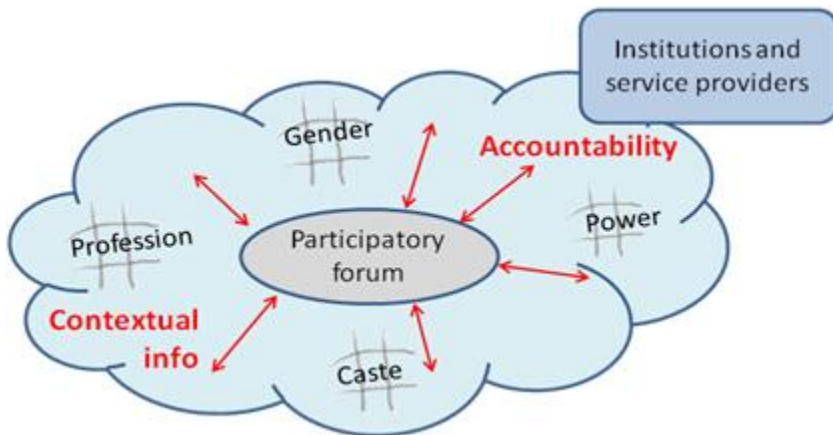 Institutions and
service providers
Gender
Accountability
Profession
Participatory
forum
Power
Contextual
info
Caste